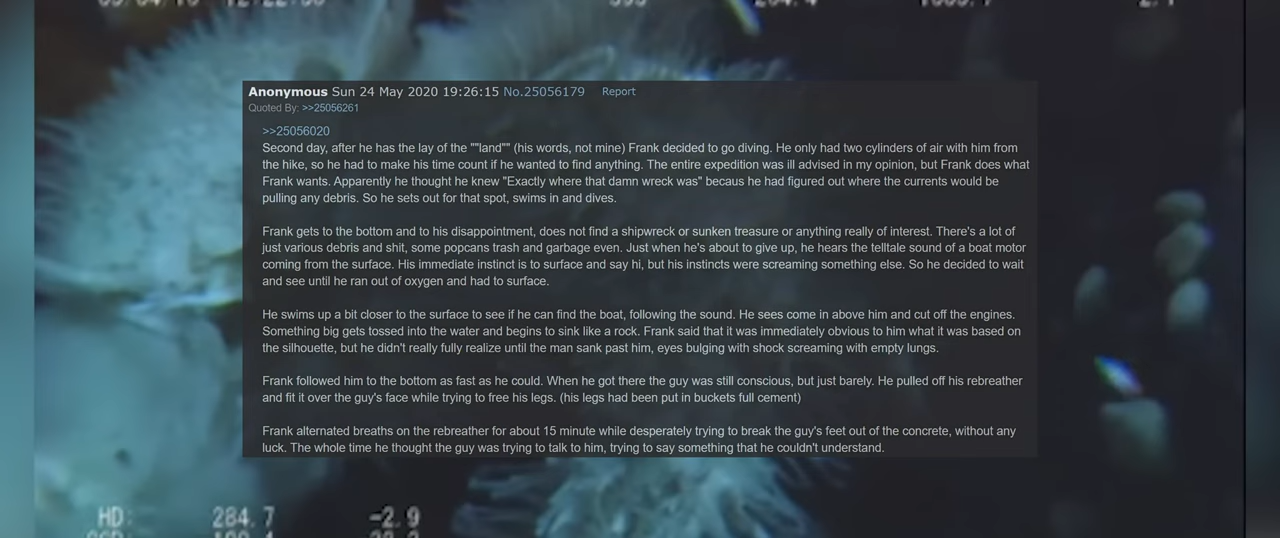 Anonymous Sun 24 May 2020 19:26:15 No.25056179 Report
Quoted By: >>25056261
>>25056020
Second day, after he has the lay of the ""land"" (his words, not mine) Frank decided to go diving. He only had two cylinders of air with him from
the hike, so he had to make his time count if he wanted to find anything. The entire expedition was ill advised in my opinion, but Frank does what
Frank wants. Apparently he thought he knew "Exactly where that damn wreck was" becaus he had figured out where the currents would be
pulling any debris. So he sets out for that spot, swims in and dives.
Frank gets to the bottom and to his disappointment, does not find a shipwreck or sunken treasure or anything really of interest. There's a lot of
just various debris and shit, some popcans trash and garbage even. Just when he's about to give up, he hears the telltale sound of a boat motor
coming from the surface. His immediate instinct is to surface and say hi, but his instincts were screaming something else. So he decided to wait
and see until he ran out of oxygen and had to surface.
He swims up a bit closer to the surface to see if he can find the boat, following the sound. He sees come in above him and cut off the engines.
Something big gets tossed into the water and begins to sink like a rock. Frank said that it was immediately obvious to him what it was based on
the silhouette, but he didn't really fully realize until the man sank past him, eyes bulging with shock screaming with empty lungs.
Frank followed him to the bottom as fast as he could. When he got there the guy was still conscious, but just barely. He pulled off his rebreather
and fit it over the guy's face while trying to free his legs. (his legs had been put in buckets full cement)
Frank alternated breaths on the rebreather for about 15 minute while desperately trying to break the guy's feet out of the concrete, without any
luck. The whole time he thought the guy was trying to talk to him, trying to say something that he couldn't understand.
HD: 284.7 -2.9